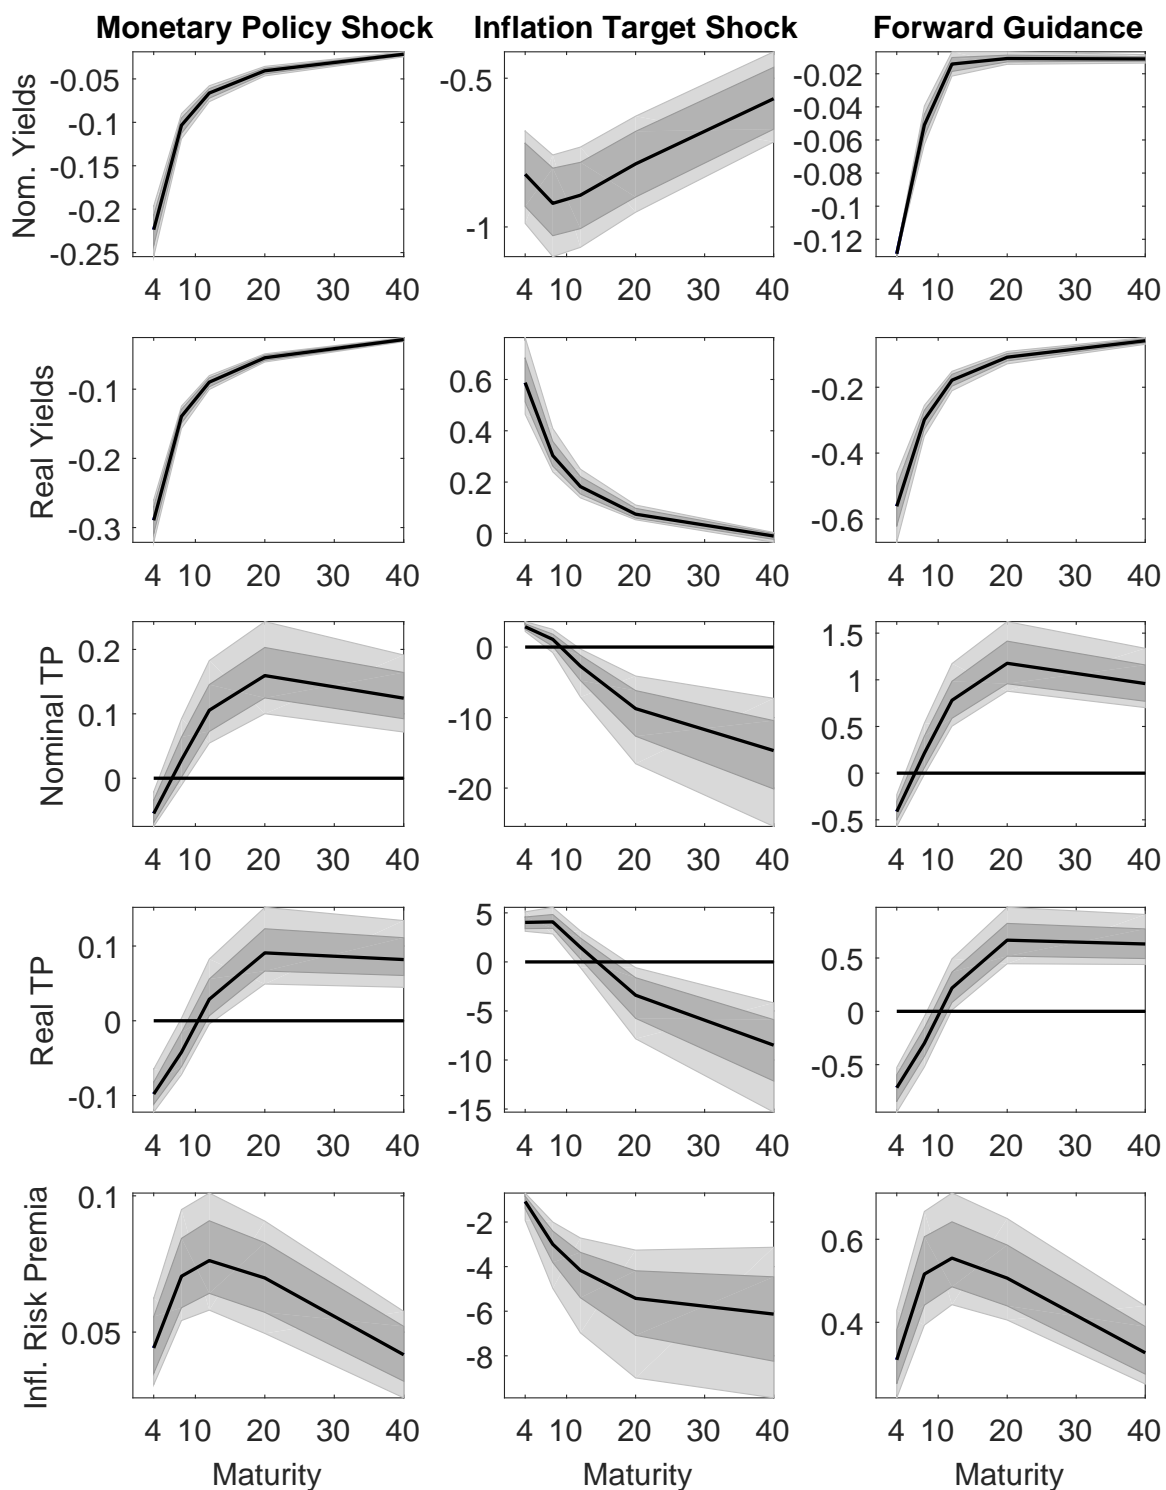 Monetary Policy Shock Inflation Target Shock Forward Guidance
Nom. Yields
-0.05
-0.1
-0.15
-0.2
-0.25
4 10 20 30 40
-0.5
-1
4 10 20 30 40
-0.02
-0.04
-0.06
-0.08
-0.1
-0.12
4 10 20 30 40
Real Yields
-0.1
-0.2
-0.3
4 10 20 30 40
0.6
0.4
0.2
0
4 10 20 30 40
-0.2
-0.4
-0.6
4 10 20 30 40
Nominal TP
0.2
0.1
0
4 10 20 30 40
0
-10
-20
4 10 20 30 40
1.5
1
0.5
0
-0.5
4 10 20 30 40
Real TP
0.1
0
-0.1
4 10 20 30 40
5
0
-5
-10
-15
4 10 20 30 40
0.5
0
-0.5
4 10 20 30 40
Infl. Risk Premia
0.1
0.05
4 10 20 30 40
Maturity
-2
-4
-6
-8
4 10 20 30 40
Maturity
0.6
0.4
4 10 20 30 40
Maturity